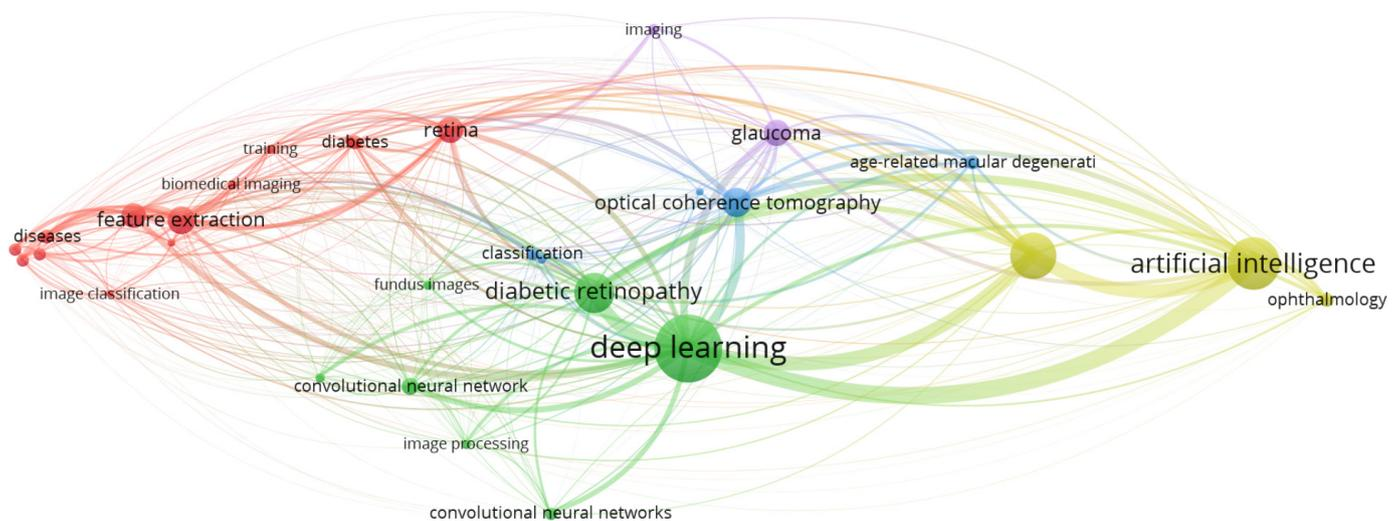 imaging
retina
glaucoma
diabetes
training
age-related macular degenerati
biomedical imaging
optical coherence tomography
feature extraction
diseases
classification
artificial intelligence
fundus images
diabetic retinopathy
image classification
ophthalmology
deep learning
convolutional neural network
image processing
convolutional neural networks